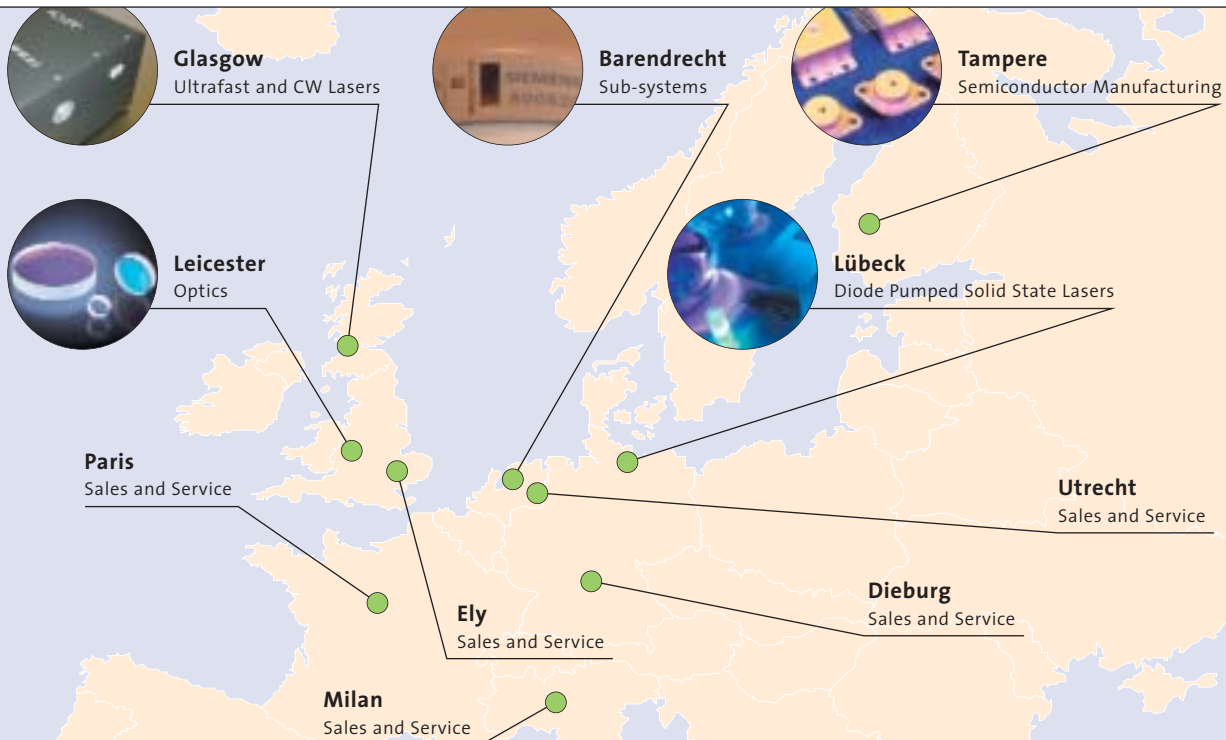 Glasgow
Ultrafast and CW Lasers
Barendrecht
Sub-systems
Tampere
Semiconductor Manufacturing
SIEMENS
Leicester
Optics
Lübeck
Diode Pumped Solid State Lasers
Paris
Sales and Service
Utrecht
Sales and Service
Dieburg
Sales and Service
Ely
Sales and Service
Milan
Sales and Service